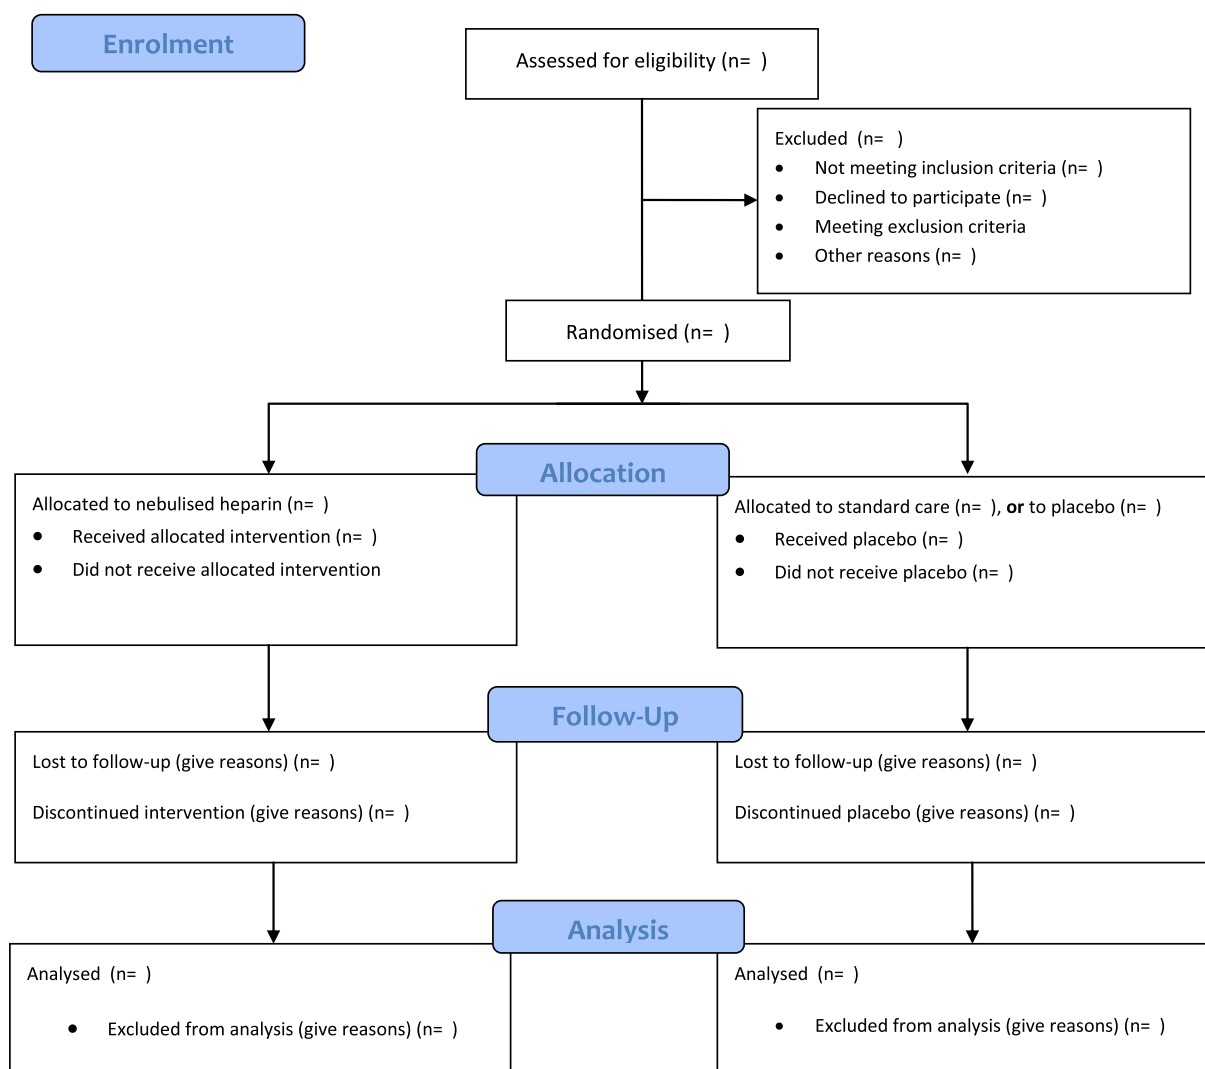 Enrolment
Assessed for eligibility (n=  )
Excluded  (n=   )
• Not meeting inclusion criteria (n=  )
• Declined to participate (n=  )
• Meeting exclusion criteria
• Other reasons (n=  )
Randomised (n=  )
Allocation
Allocated to nebulised heparin (n=  )
• Received allocated intervention (n=  )
• Did not receive allocated intervention
Allocated to standard care (n=  ), or to placebo (n=  )
• Received placebo (n=  )
• Did not receive placebo (n=  )
Follow-Up
Lost to follow-up (give reasons) (n=  )
Discontinued intervention (give reasons) (n=  )
Lost to follow-up (give reasons) (n=  )
Discontinued placebo (give reasons) (n=  )
Analysis
Analysed  (n=  )
• Excluded from analysis (give reasons) (n=  )
Analysed  (n=  )
• Excluded from analysis (give reasons) (n=  )